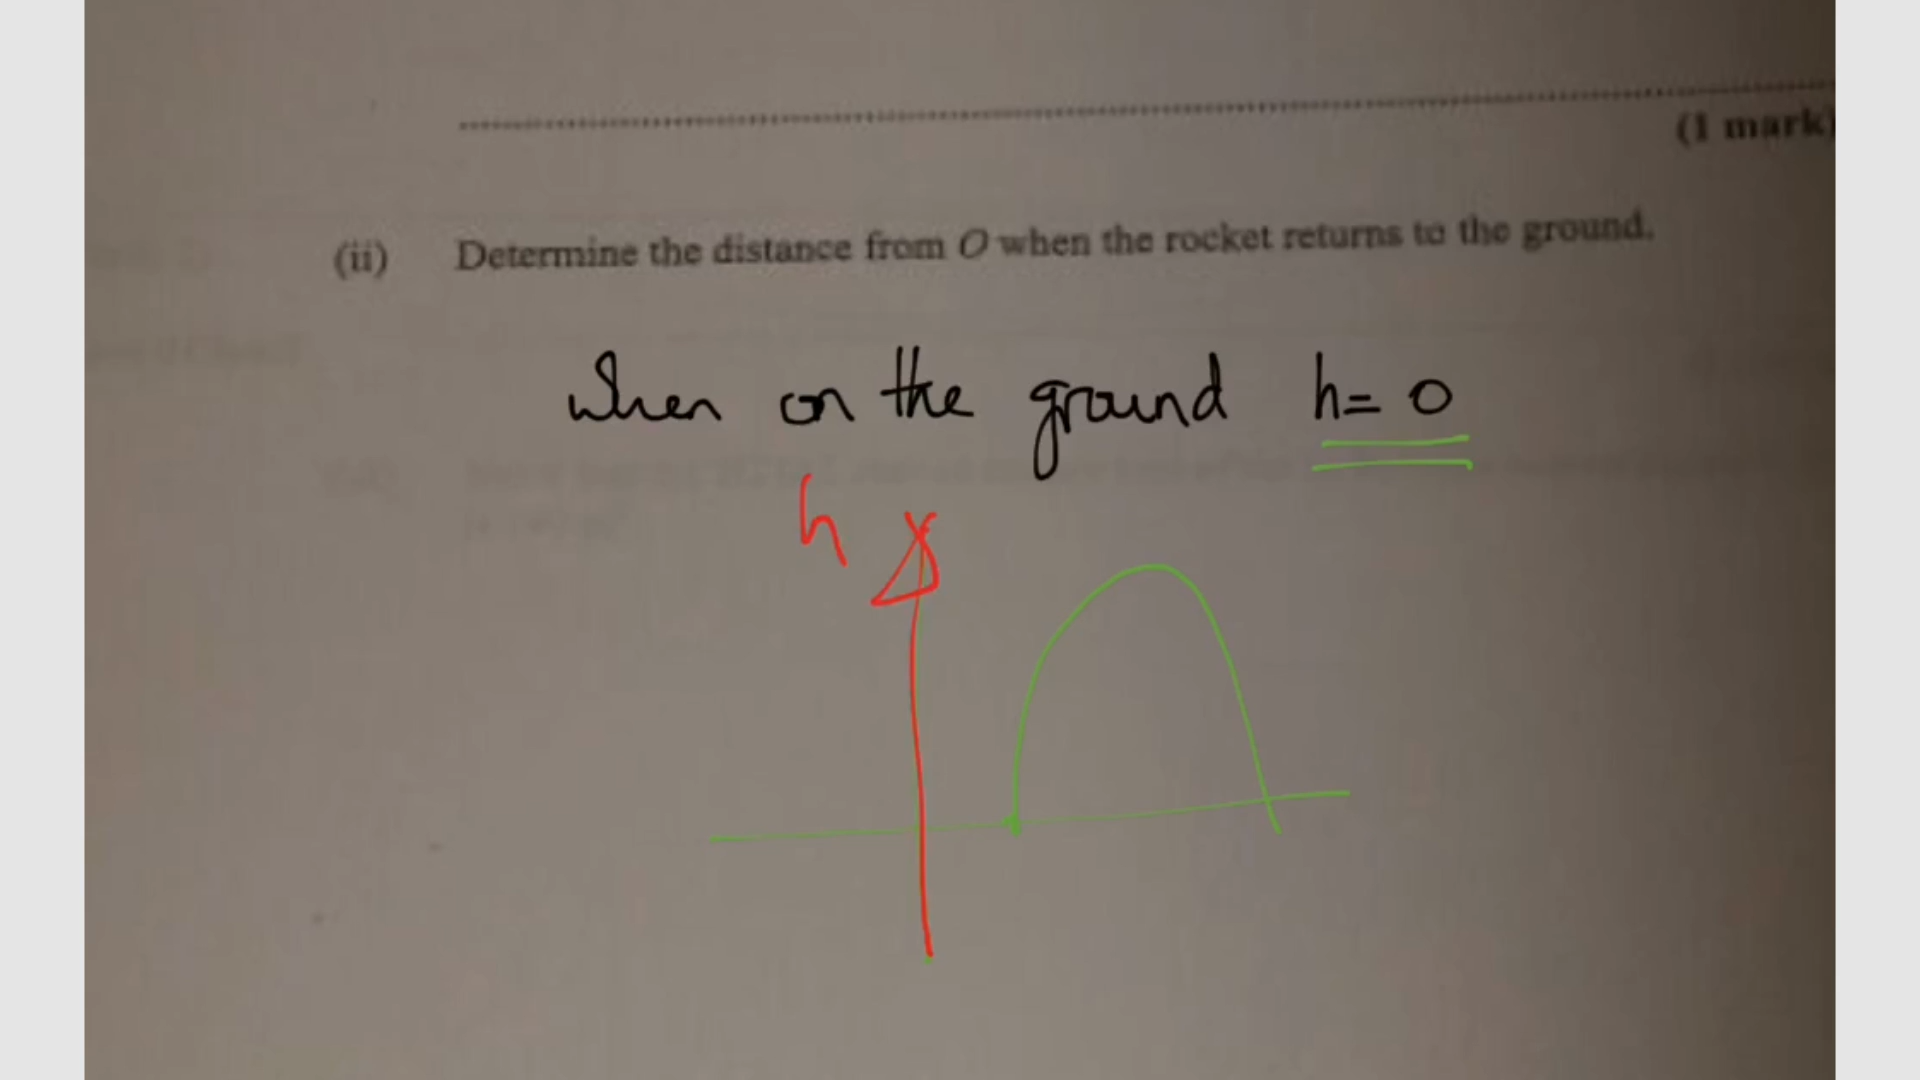 (1 mark)
(ii) Determine the distance from O when the rocket returns to the ground.
when on the ground h= 0
h